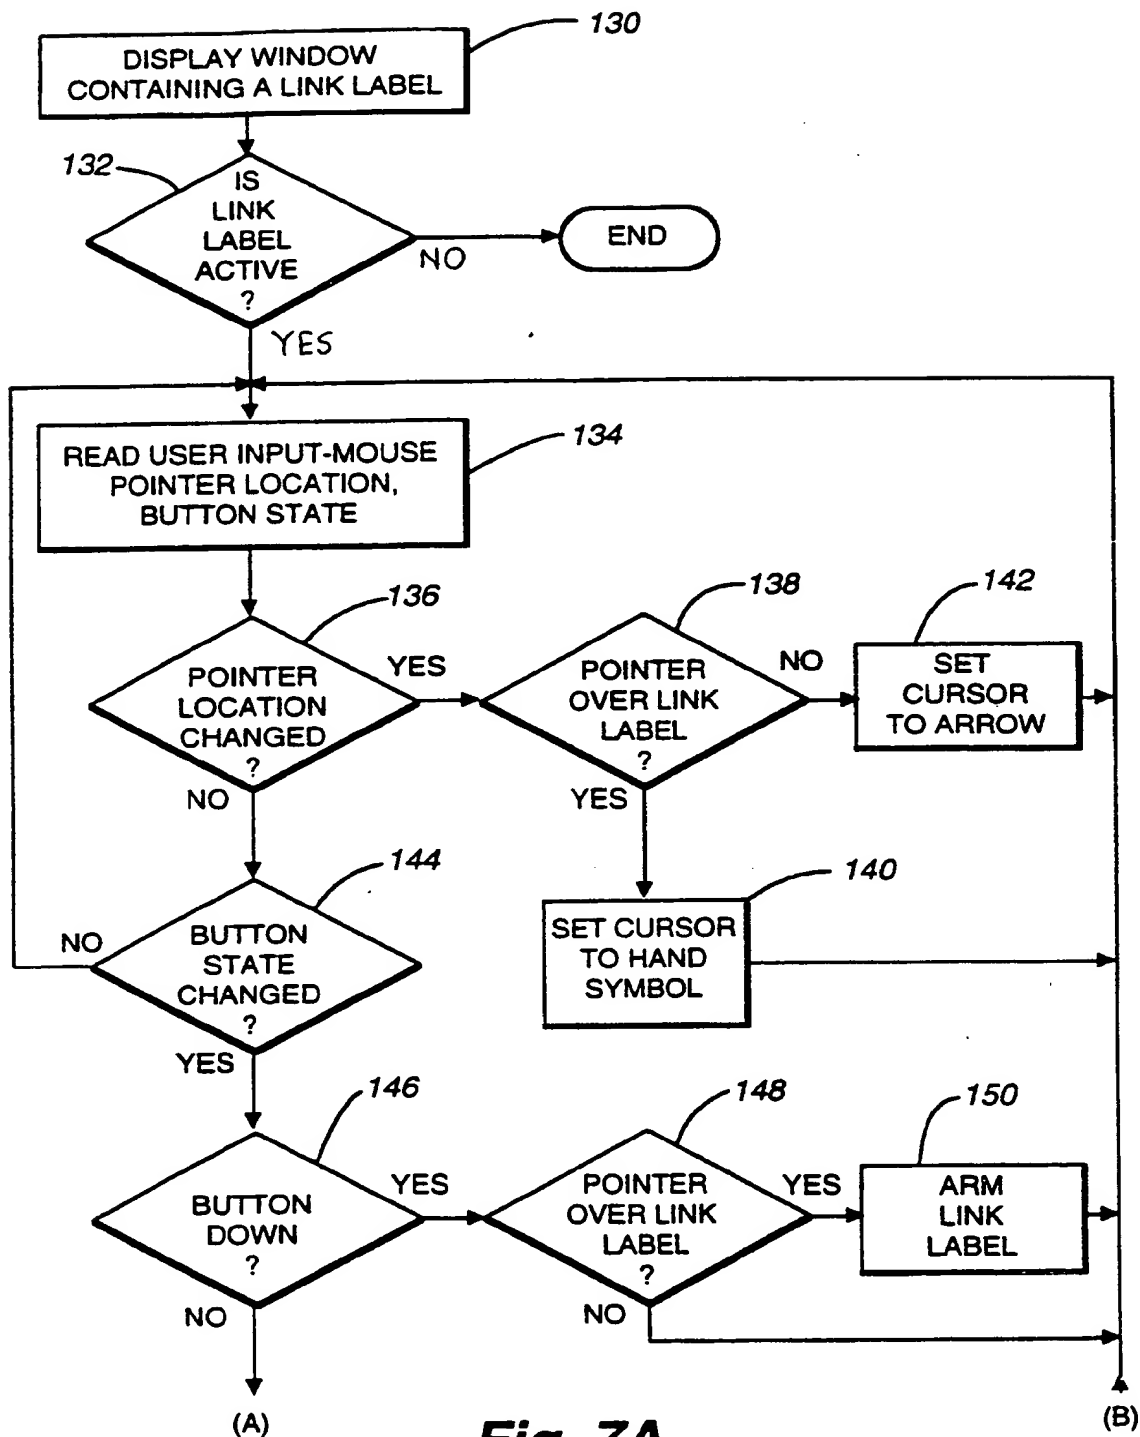 130
DISPLAY WINDOW
CONTAINING A LINK LABEL
132
IS
LINK
LABEL
ACTIVE
?
NO
END
YES
134
READ USER INPUT-MOUSE
POINTER LOCATION,
BUTTON STATE
136
POINTER
LOCATION
CHANGED
?
YES
NO
138
POINTER
OVER LINK
LABEL
?
NO
YES
142
SET
CURSOR
TO ARROW
144
BUTTON
STATE
CHANGED
?
NO
YES
140
SET CURSOR
TO HAND
SYMBOL
146
BUTTON
DOWN
?
YES
NO
148
POINTER
OVER LINK
LABEL
?
YES
NO
150
ARM
LINK
LABEL
(A)
(B)
Fig. 7A